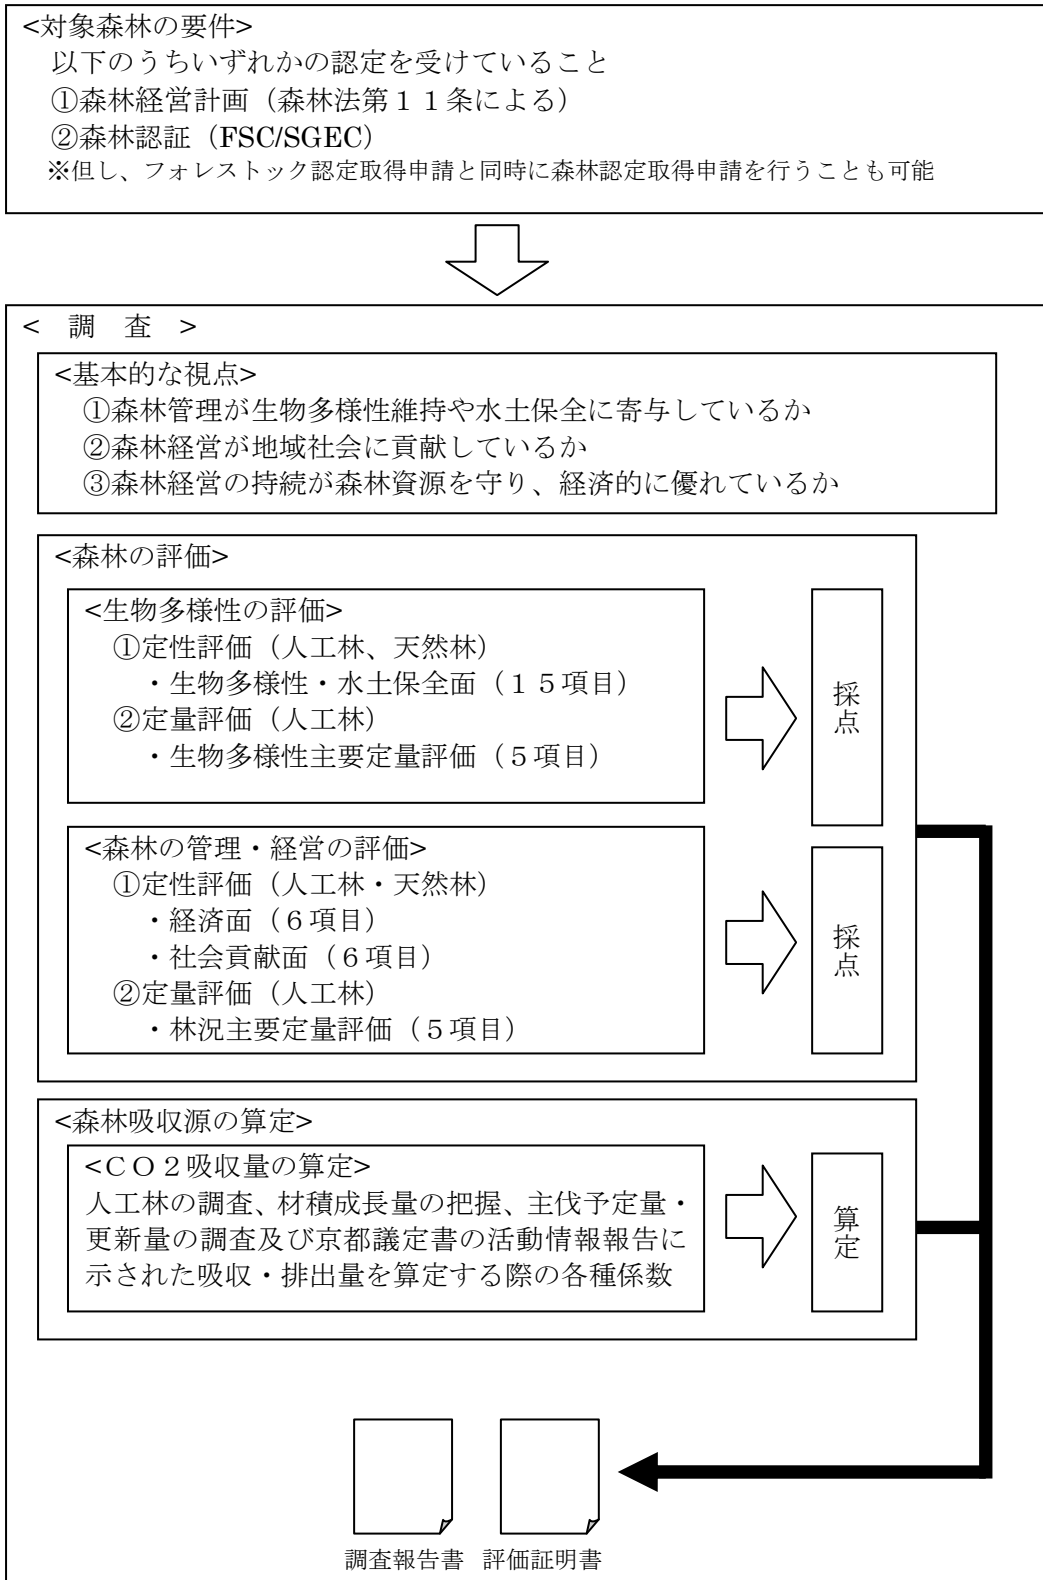 <対象森林の要件>
以下のうちいずれかの認定を受けていること
①森林経営計画（森林法第１１条による）
②森林認証（FSC/SGEC）
※但し、フォレストック認定取得申請と同時に森林認定取得申請を行うことも可能
< 調 査 >
<基本的な視点>
①森林管理が生物多様性維持や水土保全に寄与しているか
②森林経営が地域社会に貢献しているか
③森林経営の持続が森林資源を守り、経済的に優れているか
<森林の評価>
<生物多様性の評価>
①定性評価（人工林、天然林）
・生物多様性・水土保全面（１５項目）
②定量評価（人工林）
・生物多様性主要定量評価（５項目）
採点
<森林の管理・経営の評価>
①定性評価（人工林・天然林）
・経済面（６項目）
・社会貢献面（６項目）
②定量評価（人工林）
・林況主要定量評価（５項目）
採点
<森林吸収源の算定>
<ＣＯ２吸収量の算定>
人工林の調査、材積成長量の把握、主伐予定量・
更新量の調査及び京都議定書の活動情報報告に
示された吸収・排出量を算定する際の各種係数
算定
調査報告書 評価証明書